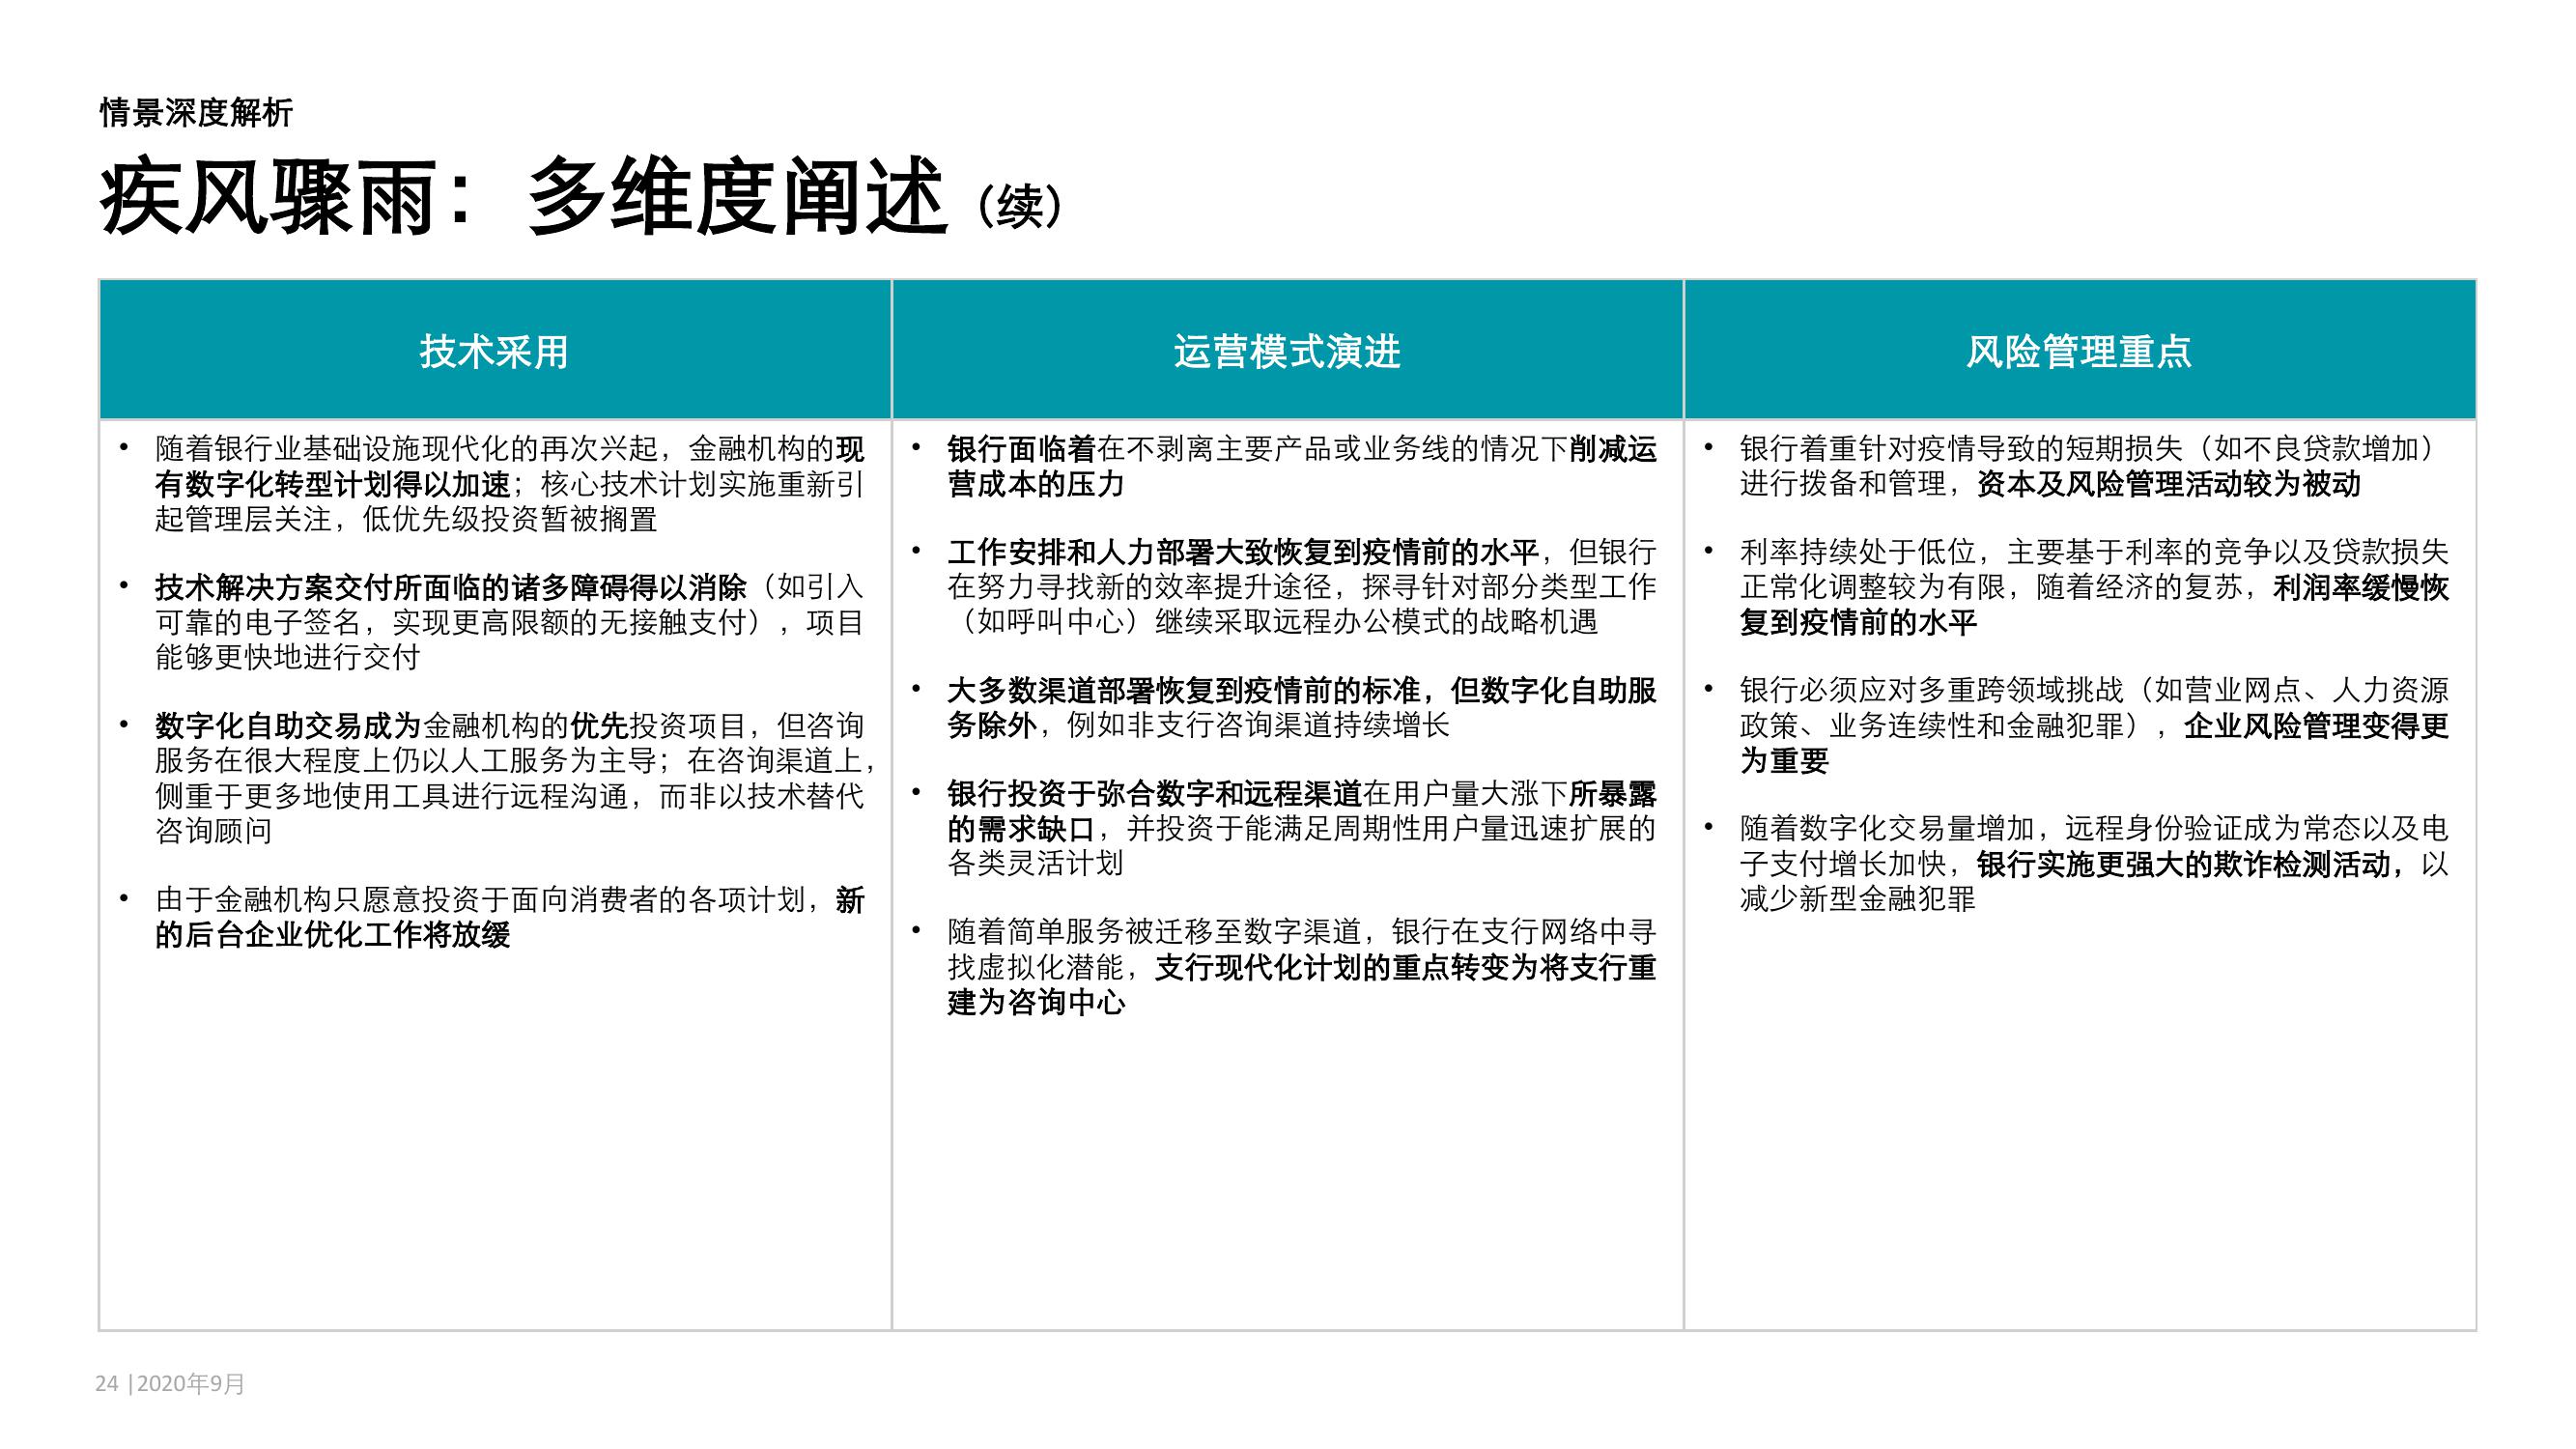 情景深度解析
疾风骤雨：多维度阐述（续）
技术采用
• 随着银行业基础设施现代化的再次兴起，金融机构的现
有数字化转型计划得以加速；核心技术计划实施重新引
起管理层关注，低优先级投资暂被搁置
• 技术解决方案交付所面临的诸多障碍得以消除（如引入
可靠的电子签名，实现更高限额的无接触支付），项目
能够更快地进行交付
• 数字化自助交易成为金融机构的优先投资项目，但咨询
服务在很大程度上仍以人工服务为主导；在咨询渠道上，
侧重于更多地使用工具进行远程沟通，而非以技术替代
咨询顾问
• 由于金融机构只愿意投资于面向消费者的各项计划，新
的后台企业优化工作将放缓
运营模式演进
• 银行面临着在不剥离主要产品或业务线的情况下削减运
营成本的压力
• 工作安排和人力部署大致恢复到疫情前的水平，但银行
在努力寻找新的效率提升途径，探寻针对部分类型工作
（如呼叫中心）继续采取远程办公模式的战略机遇
• 大多数渠道部署恢复到疫情前的标准，但数字化自助服
务除外，例如非支行咨询渠道持续增长
• 银行投资于弥合数字和远程渠道在用户量大涨下所暴露
的需求缺口，并投资于能满足周期性用户量迅速扩展的
各类灵活计划
• 随着简单服务被迁移至数字渠道，银行在支行网络中寻
找虚拟化潜能，支行现代化计划的重点转变为将支行重
建为咨询中心
风险管理重点
• 银行着重针对疫情导致的短期损失（如不良贷款增加）
进行拨备和管理，资本及风险管理活动较为被动
• 利率持续处于低位，主要基于利率的竞争以及贷款损失
正常化调整较为有限，随着经济的复苏，利润率缓慢恢
复到疫情前的水平
• 银行必须应对多重跨领域挑战（如营业网点、人力资源
政策、业务连续性和金融犯罪），企业风险管理变得更
为重要
• 随着数字化交易量增加，远程身份验证成为常态以及电
子支付增长加快，银行实施更强大的欺诈检测活动，以
减少新型金融犯罪
24 |2020年9月